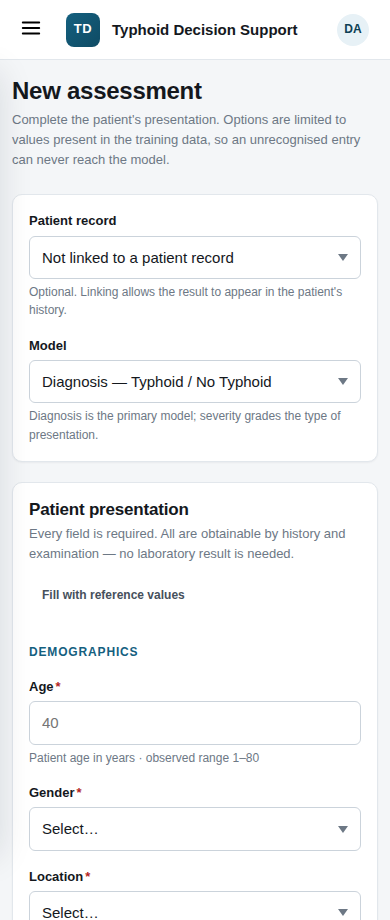 TD
Typhoid Decision Support
DA
New assessment
Complete the patient's presentation. Options are limited to
values present in the training data, so an unrecognised entry
can never reach the model.
Patient record
Not linked to a patient record
Optional. Linking allows the result to appear in the patient's
history.
Model
Diagnosis — Typhoid / No Typhoid
Diagnosis is the primary model; severity grades the type of
presentation.
Patient presentation
Every field is required. All are obtainable by history and
examination — no laboratory result is needed.
Fill with reference values
DEMOGRAPHICS
Age *
40
Patient age in years · observed range 1–80
Gender *
Select…
Location *
Select…